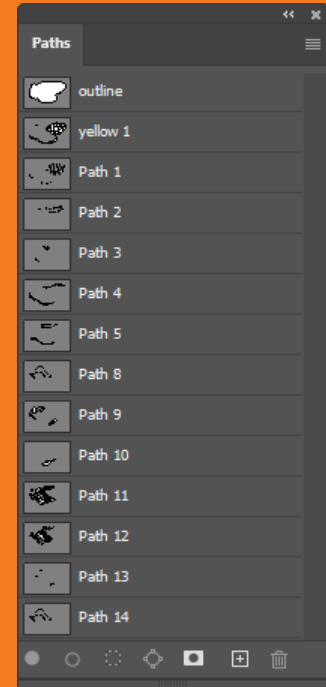 Paths
outline
yellow 1
Path 1
Path 2
Path 3
Path 4
Path 5
Path 8
Path 9
Path 10
Path 11
Path 12
Path 13
Path 14